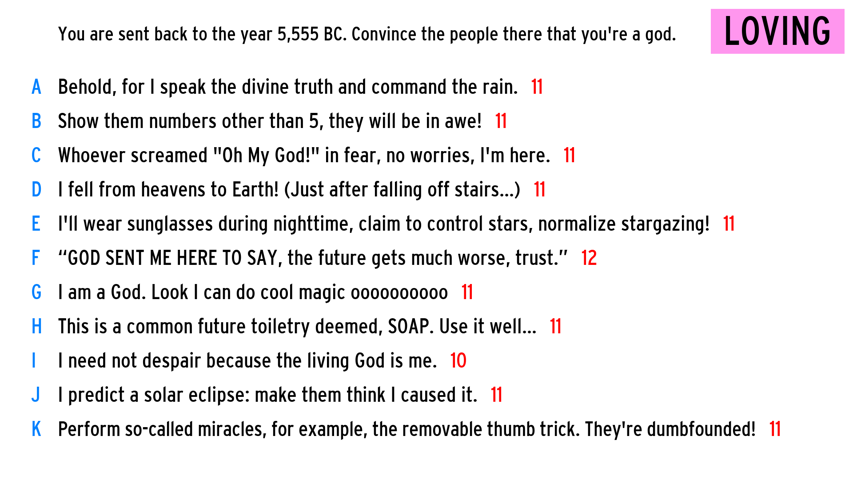 You are sent back to the year 5,555 BC. Convince the people there that you're a god.
LOVING
A Behold, for I speak the divine truth and command the rain. 11
B Show them numbers other than 5, they will be in awe! 11
C Whoever screamed "Oh My God!" in fear, no worries, I'm here. 11
D I fell from heavens to Earth! (Just after falling off stairs...) 11
E I'll wear sunglasses during nighttime, claim to control stars, normalize stargazing! 11
F “GOD SENT ME HERE TO SAY, the future gets much worse, trust.” 12
G I am a God. Look I can do cool magic oooooooooo 11
H This is a common future toiletry deemed, SOAP. Use it well... 11
I I need not despair because the living God is me. 10
J I predict a solar eclipse: make them think I caused it. 11
K Perform so-called miracles, for example, the removable thumb trick. They're dumbfounded! 11